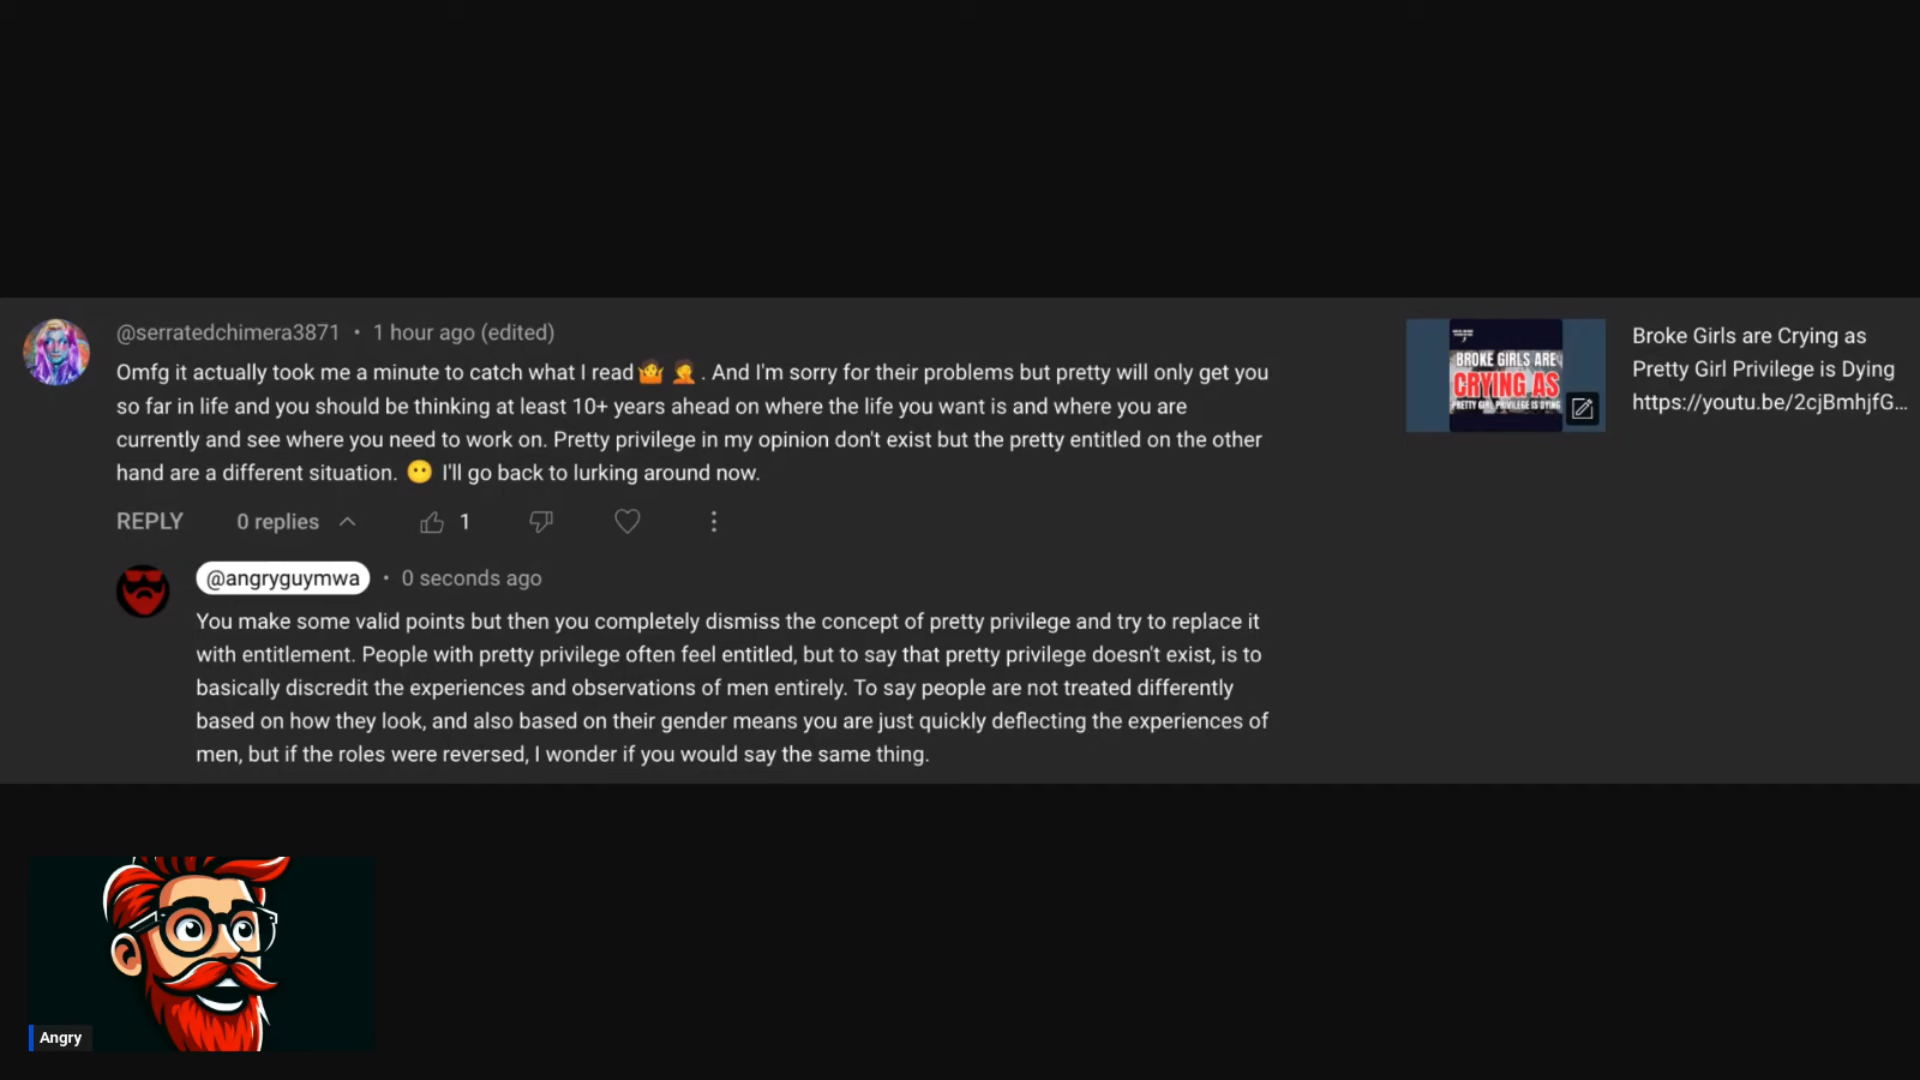 @serratedchimera3871 • 1 hour ago (edited)
Omfg it actually took me a minute to catch what I read 🤷 🤦 . And I'm sorry for their problems but pretty will only get you
so far in life and you should be thinking at least 10+ years ahead on where the life you want is and where you are
currently and see where you need to work on. Pretty privilege in my opinion don't exist but the pretty entitled on the other
hand are a different situation. 😶 I'll go back to lurking around now.
REPLY 0 replies 1
@angryguymwa • 0 seconds ago
You make some valid points but then you completely dismiss the concept of pretty privilege and try to replace it
with entitlement. People with pretty privilege often feel entitled, but to say that pretty privilege doesn't exist, is to
basically discredit the experiences and observations of men entirely. To say people are not treated differently
based on how they look, and also based on their gender means you are just quickly deflecting the experiences of
men, but if the roles were reversed, I wonder if you would say the same thing.
BROKE GIRLS ARE
CRYING AS
PRETTY GIRL PRIVILEGE IS DYING
Broke Girls are Crying as
Pretty Girl Privilege is Dying
https://youtu.be/2cjBmhjfG...
Angry